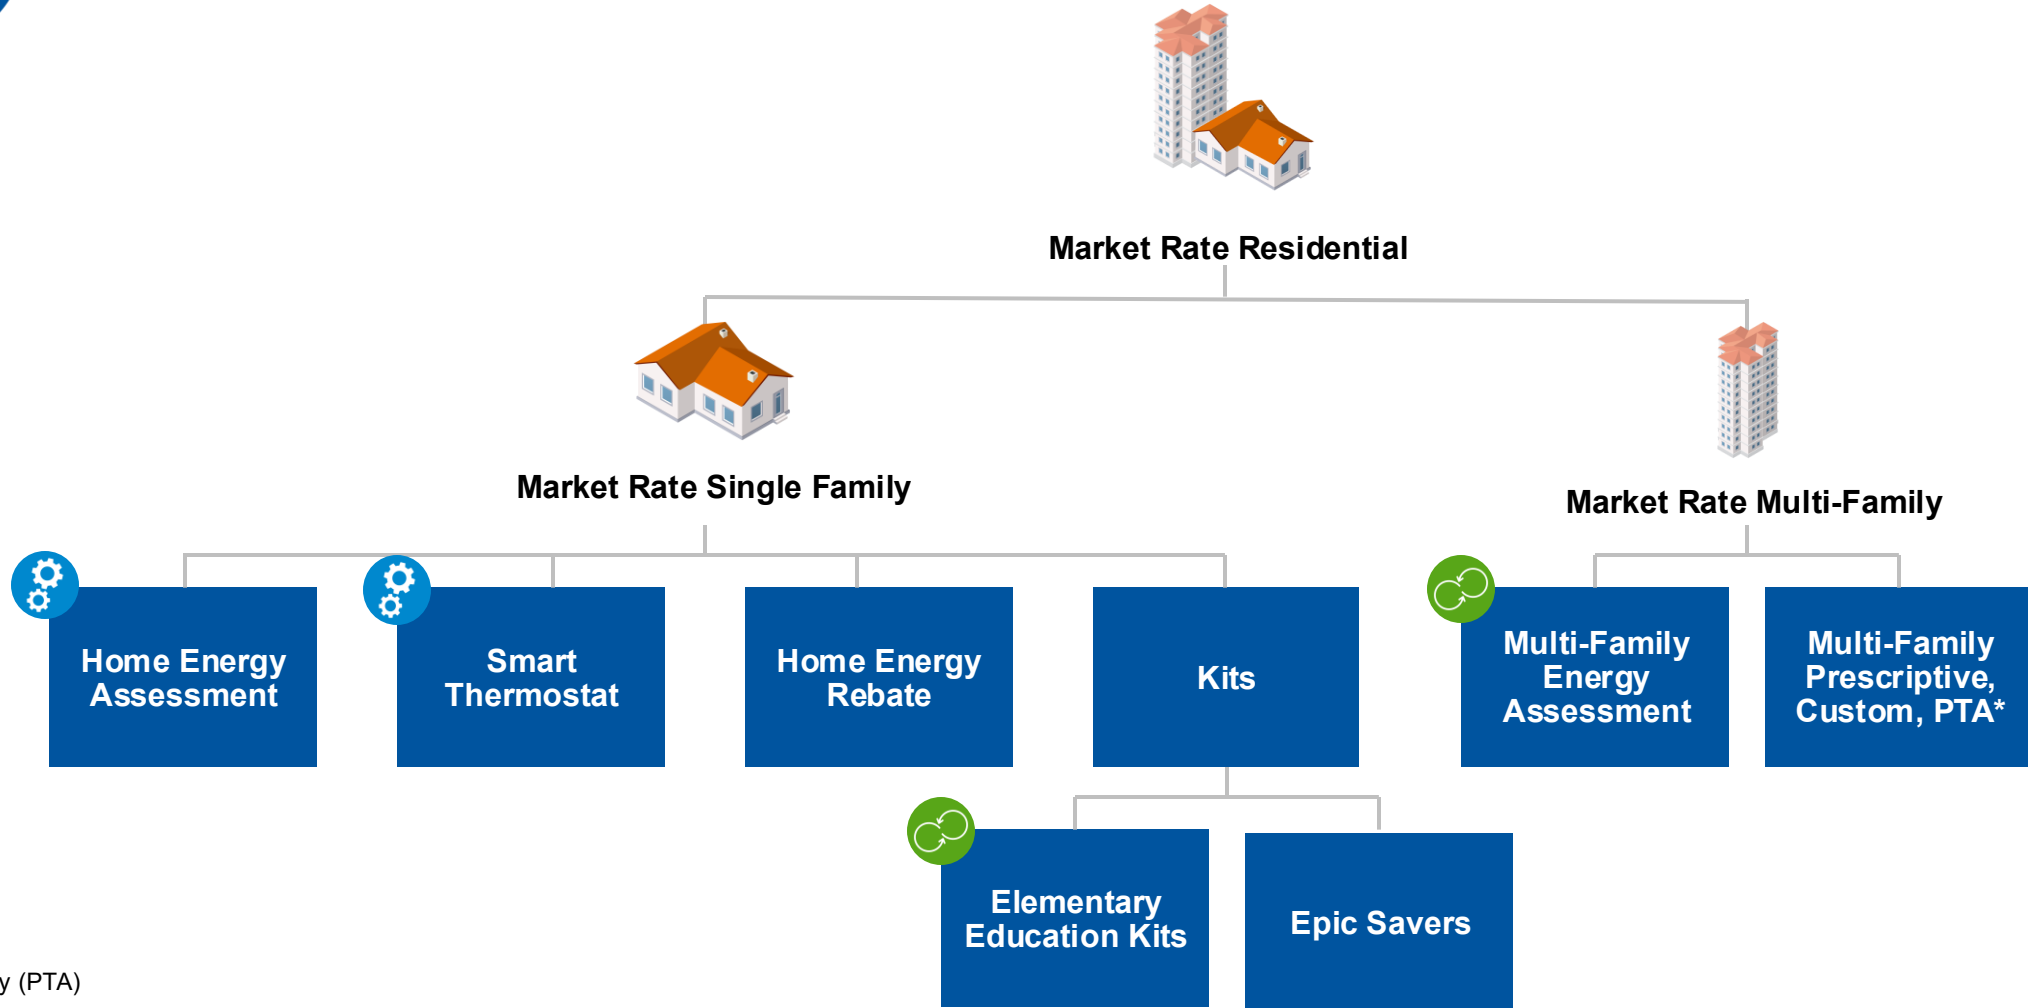 Market Rate Residential
Market Rate Single Family
Market Rate Multi-Family
Home Energy
Assessment
Smart
Thermostat
Home Energy
Rebate
Kits
Multi-Family
Energy
Assessment
Multi-Family
Prescriptive,
Custom, PTA*
Elementary
Education Kits
Epic Savers
(PTA)